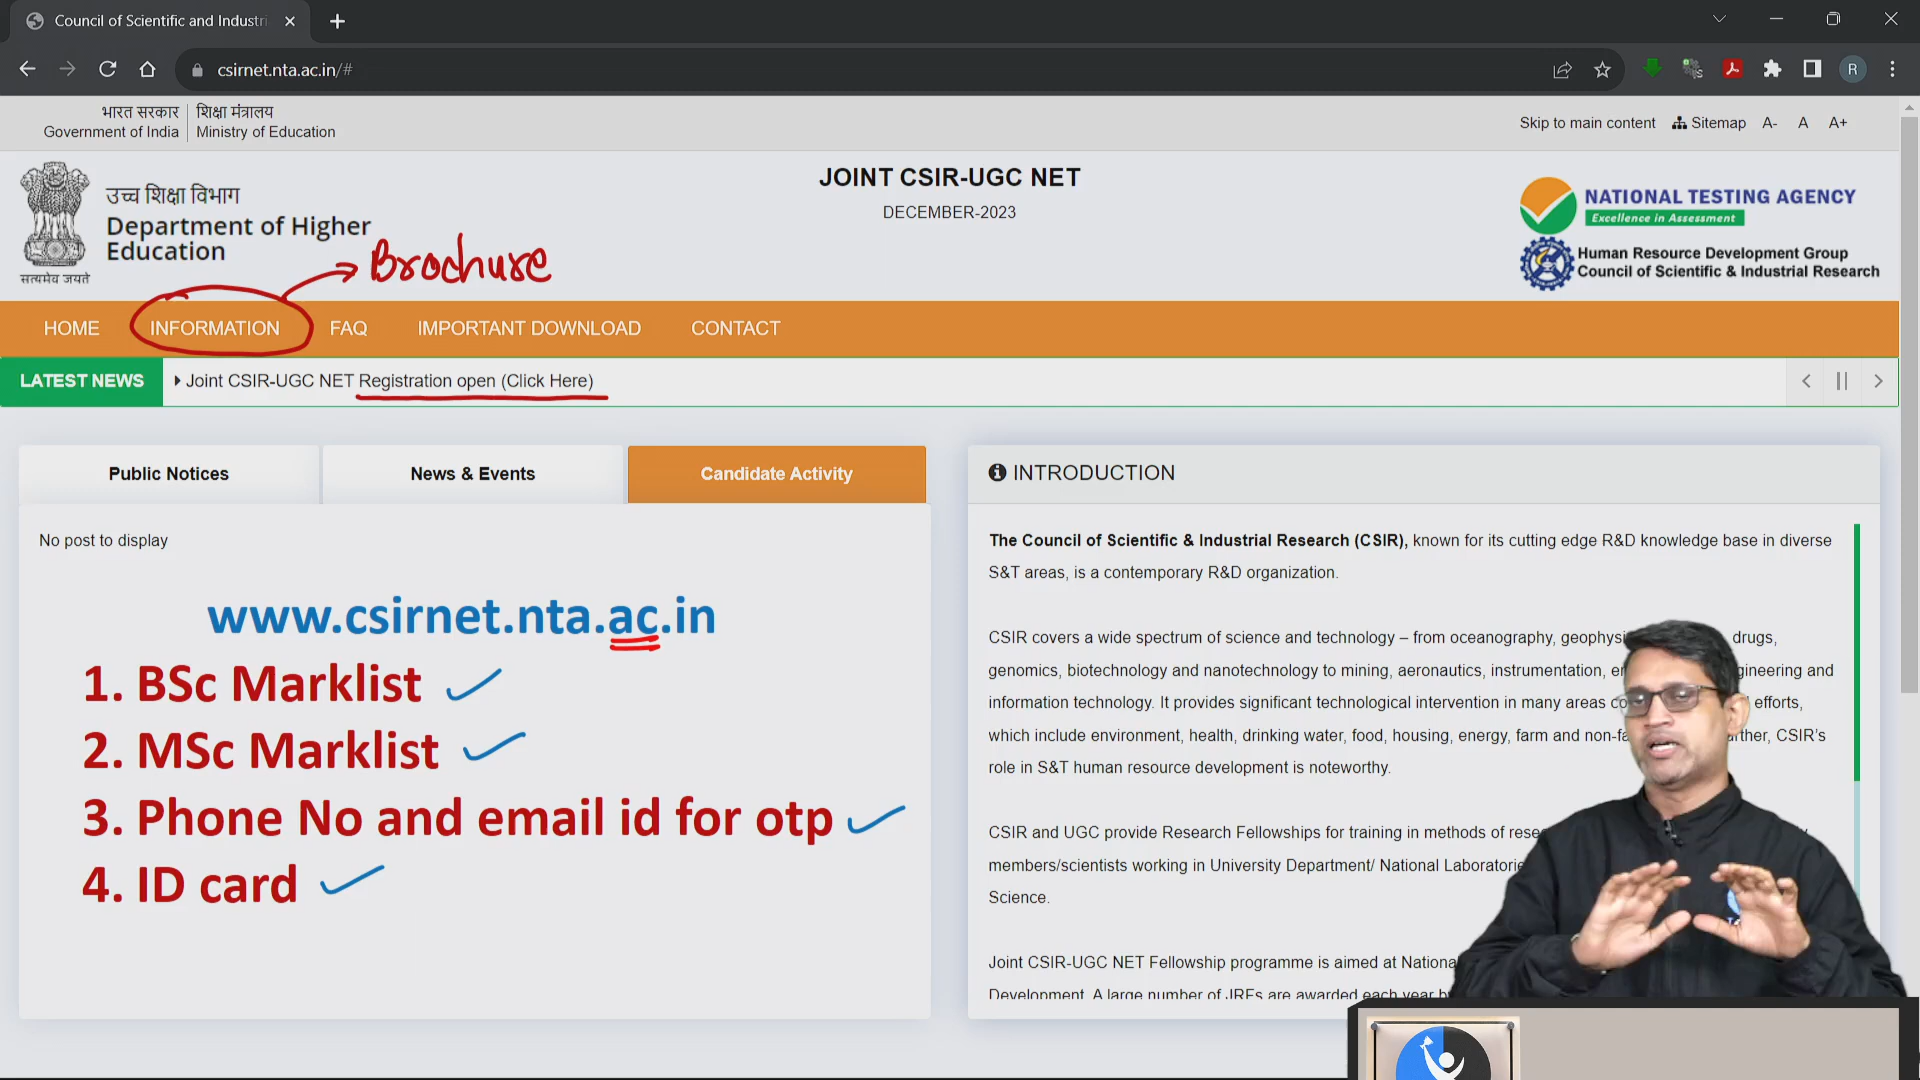 Council of Scientific and Industri
csirnet.nta.ac.in/#
R
भारत सरकार
Government of India
शिक्षा मंत्रालय
Ministry of Education
Skip to main content
Sitemap
A- A A+
सत्यमेव जयते
उच्च शिक्षा विभाग
Department of Higher
Education
JOINT CSIR-UGC NET
DECEMBER-2023
NATIONAL TESTING AGENCY
Excellence in Assessment
Human Resource Development Group
Council of Scientific & Industrial Research
Brochure
HOME INFORMATION FAQ IMPORTANT DOWNLOAD CONTACT
LATEST NEWS
Joint CSIR-UGC NET Registration open (Click Here)
Public Notices
News & Events
Candidate Activity
No post to display
www.csirnet.nta.ac.in
1. BSc Marklist
2. MSc Marklist
3. Phone No and email id for otp
4. ID card
INTRODUCTION
The Council of Scientific & Industrial Research (CSIR), known for its cutting edge R&D knowledge base in diverse
S&T areas, is a contemporary R&D organization.
CSIR covers a wide spectrum of science and technology – from oceanography, drugs,
genomics, biotechnology and nanotechnology to mining, aeronautics, instrumentation, and
information technology. It provides significant technological intervention in many areas efforts,
which include environment, health, drinking water, food, housing, energy, farm and CSIR's
role in S&T human resource development is noteworthy.
CSIR and UGC provide Research Fellowships for training in methods of
members/scientists working in University Department/ National
Science.
Joint CSIR-UGC NET Fellowship programme is aimed at
Development. A large number of JRFs are awarded each year